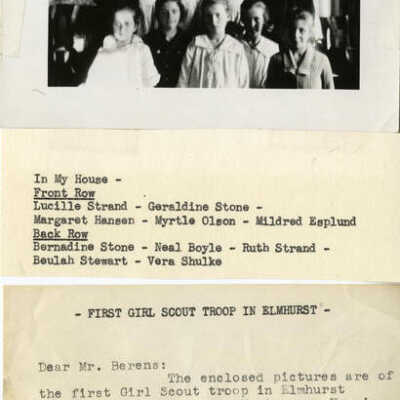 In My House -
Front Row
Lucille Strand - Geraldine Stone -
Margaret Hansen - Myrtle Olson - Mildred Esplund
Back Row
Bernadine Stone - Neal Boyle - Ruth Strand -
Beulah Stewart - Vera Shulke
- FIRST GIRL SCOUT TROOP IN ELMHURST -
Dear Mr. Berens:
The enclosed pictures are of
the first Girl Scout troop in Elmhurst